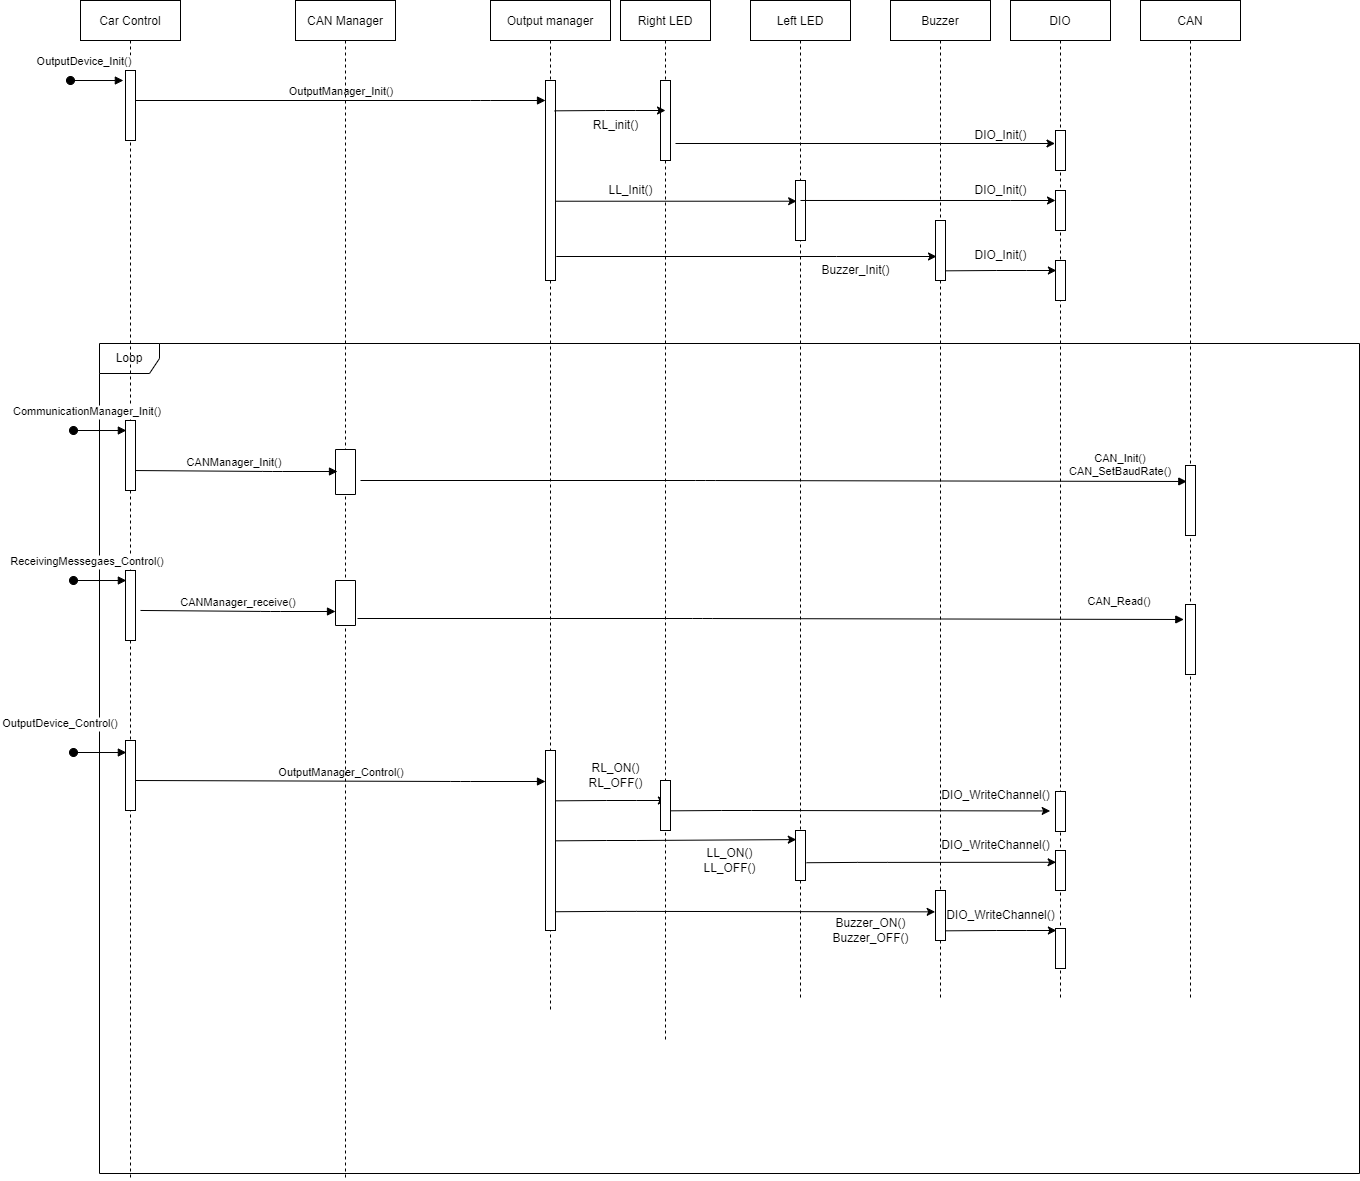 Car Control
CAN Manager
Output manager
Right LED
Left LED
Buzzer
DIO
CAN
OutputDevice_Init()
OutputManager_Init()
RL_init()
DIO_Init()
LL_Init()
DIO_Init()
Buzzer_Init()
DIO_Init()
Loop
CommunicationManager_Init()
CANManager_Init()
CAN_Init()
CAN_SetBaudRate()
ReceivingMessegaes_Control()
CANManager_receive()
CAN_Read()
OutputDevice_Control()
OutputManager_Control()
RL_ON()
RL_OFF()
DIO_WriteChannel()
LL_ON()
LL_OFF()
DIO_WriteChannel()
Buzzer_ON()
Buzzer_OFF()
DIO_WriteChannel()